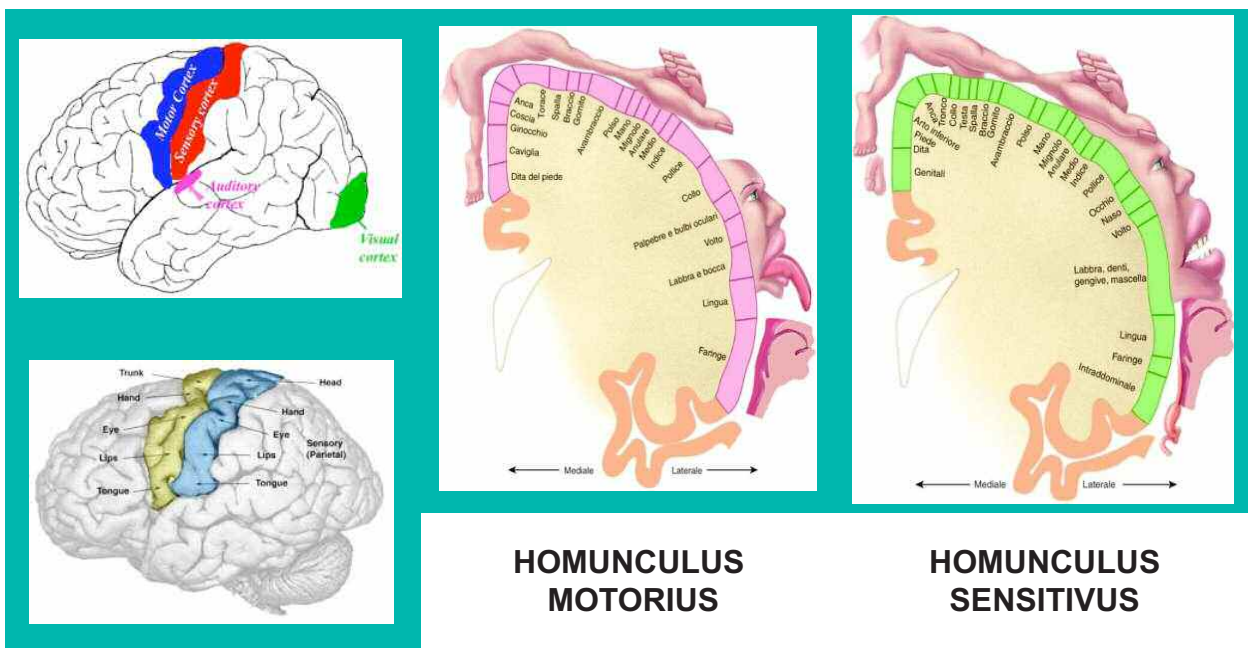 Motor Cortex
Sensory cortex
Auditory
cortex
Visual
cortex
Trunk
Head
Hand
Hand
Eye
Eye
Sensory
(Parietal)
Lips
Lips
Tongue
Tongue
Anca
Coscia
Ginocchio
Caviglia
Dita del piede
Torace
Spalla
Braccio
Gomito
Avambraccio
Polso
Mano
Mignolo
Anulare
Medio
Indice
Pollice
Collo
Palpebre e bulbi oculari
Volto
Labbra e bocca
Lingua
Faringe
Mediale
Laterale
Anca
Tronco
Collo
Testa
Spalla
Braccio
Gomito
Avambraccio
Polso
Mano
Mignolo
Anulare
Medio
Indice
Pollice
Arto inferiore
Piede
Dita
Genitali
Occhio
Naso
Volto
Labbra, denti,
gengive, mascella
Lingua
Faringe
Intraddominale
Mediale
Laterale
HOMUNCULUS
MOTORIUS
HOMUNCULUS
SENSITIVUS